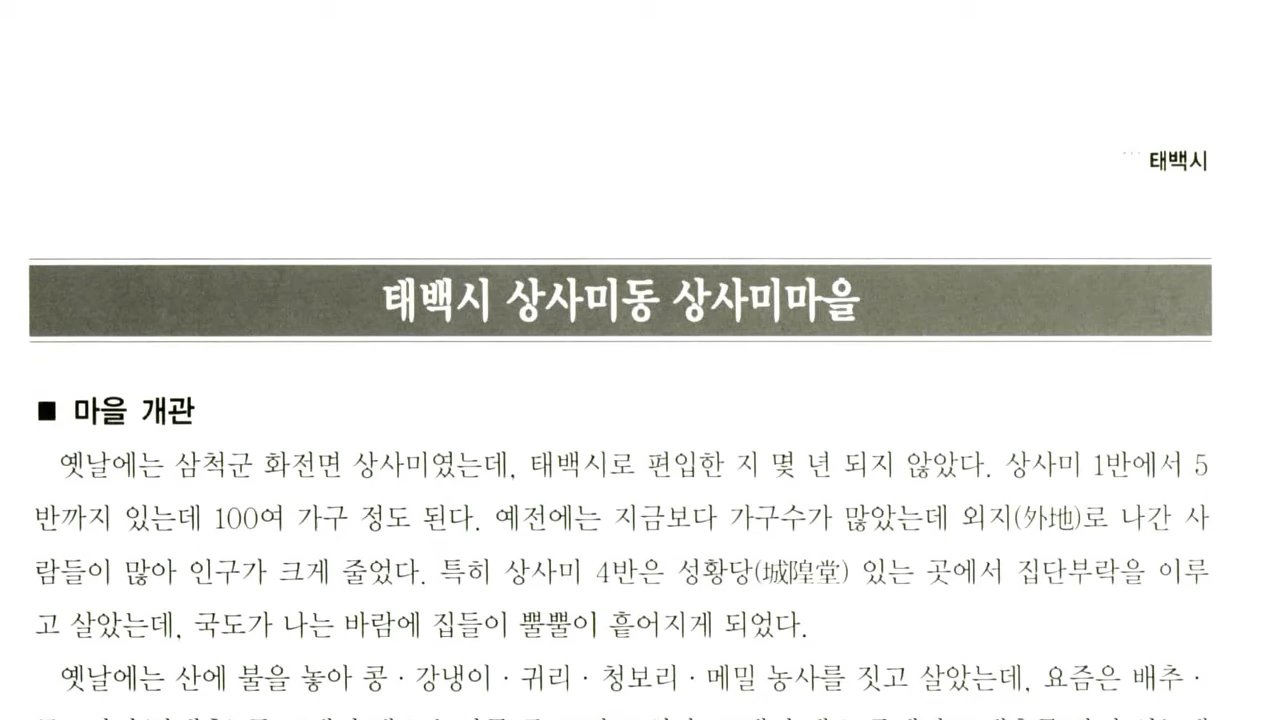 태백시
태백시 상사미동 상사미마을
■ 마을 개관
옛날에는 삼척군 화전면 상사미였는데, 태백시로 편입한 지 몇 년 되지 않았다. 상사미 1반에서 5
반까지 있는데 100여 가구 정도 된다. 예전에는 지금보다 가구수가 많았는데 외지(外地)로 나간 사
람들이 많아 인구가 크게 줄었다. 특히 상사미 4반은 성황당(城隍堂) 있는 곳에서 집단부락을 이루
고 살았는데, 국도가 나는 바람에 집들이 뿔뿔이 흩어지게 되었다.
옛날에는 산에 불을 놓아 콩 · 강냉이 · 귀리 · 청보리 · 메밀 농사를 짓고 살았는데, 요즘은 배추 ·